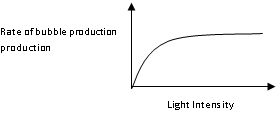 Rate of bubble production
production
Light Intensity